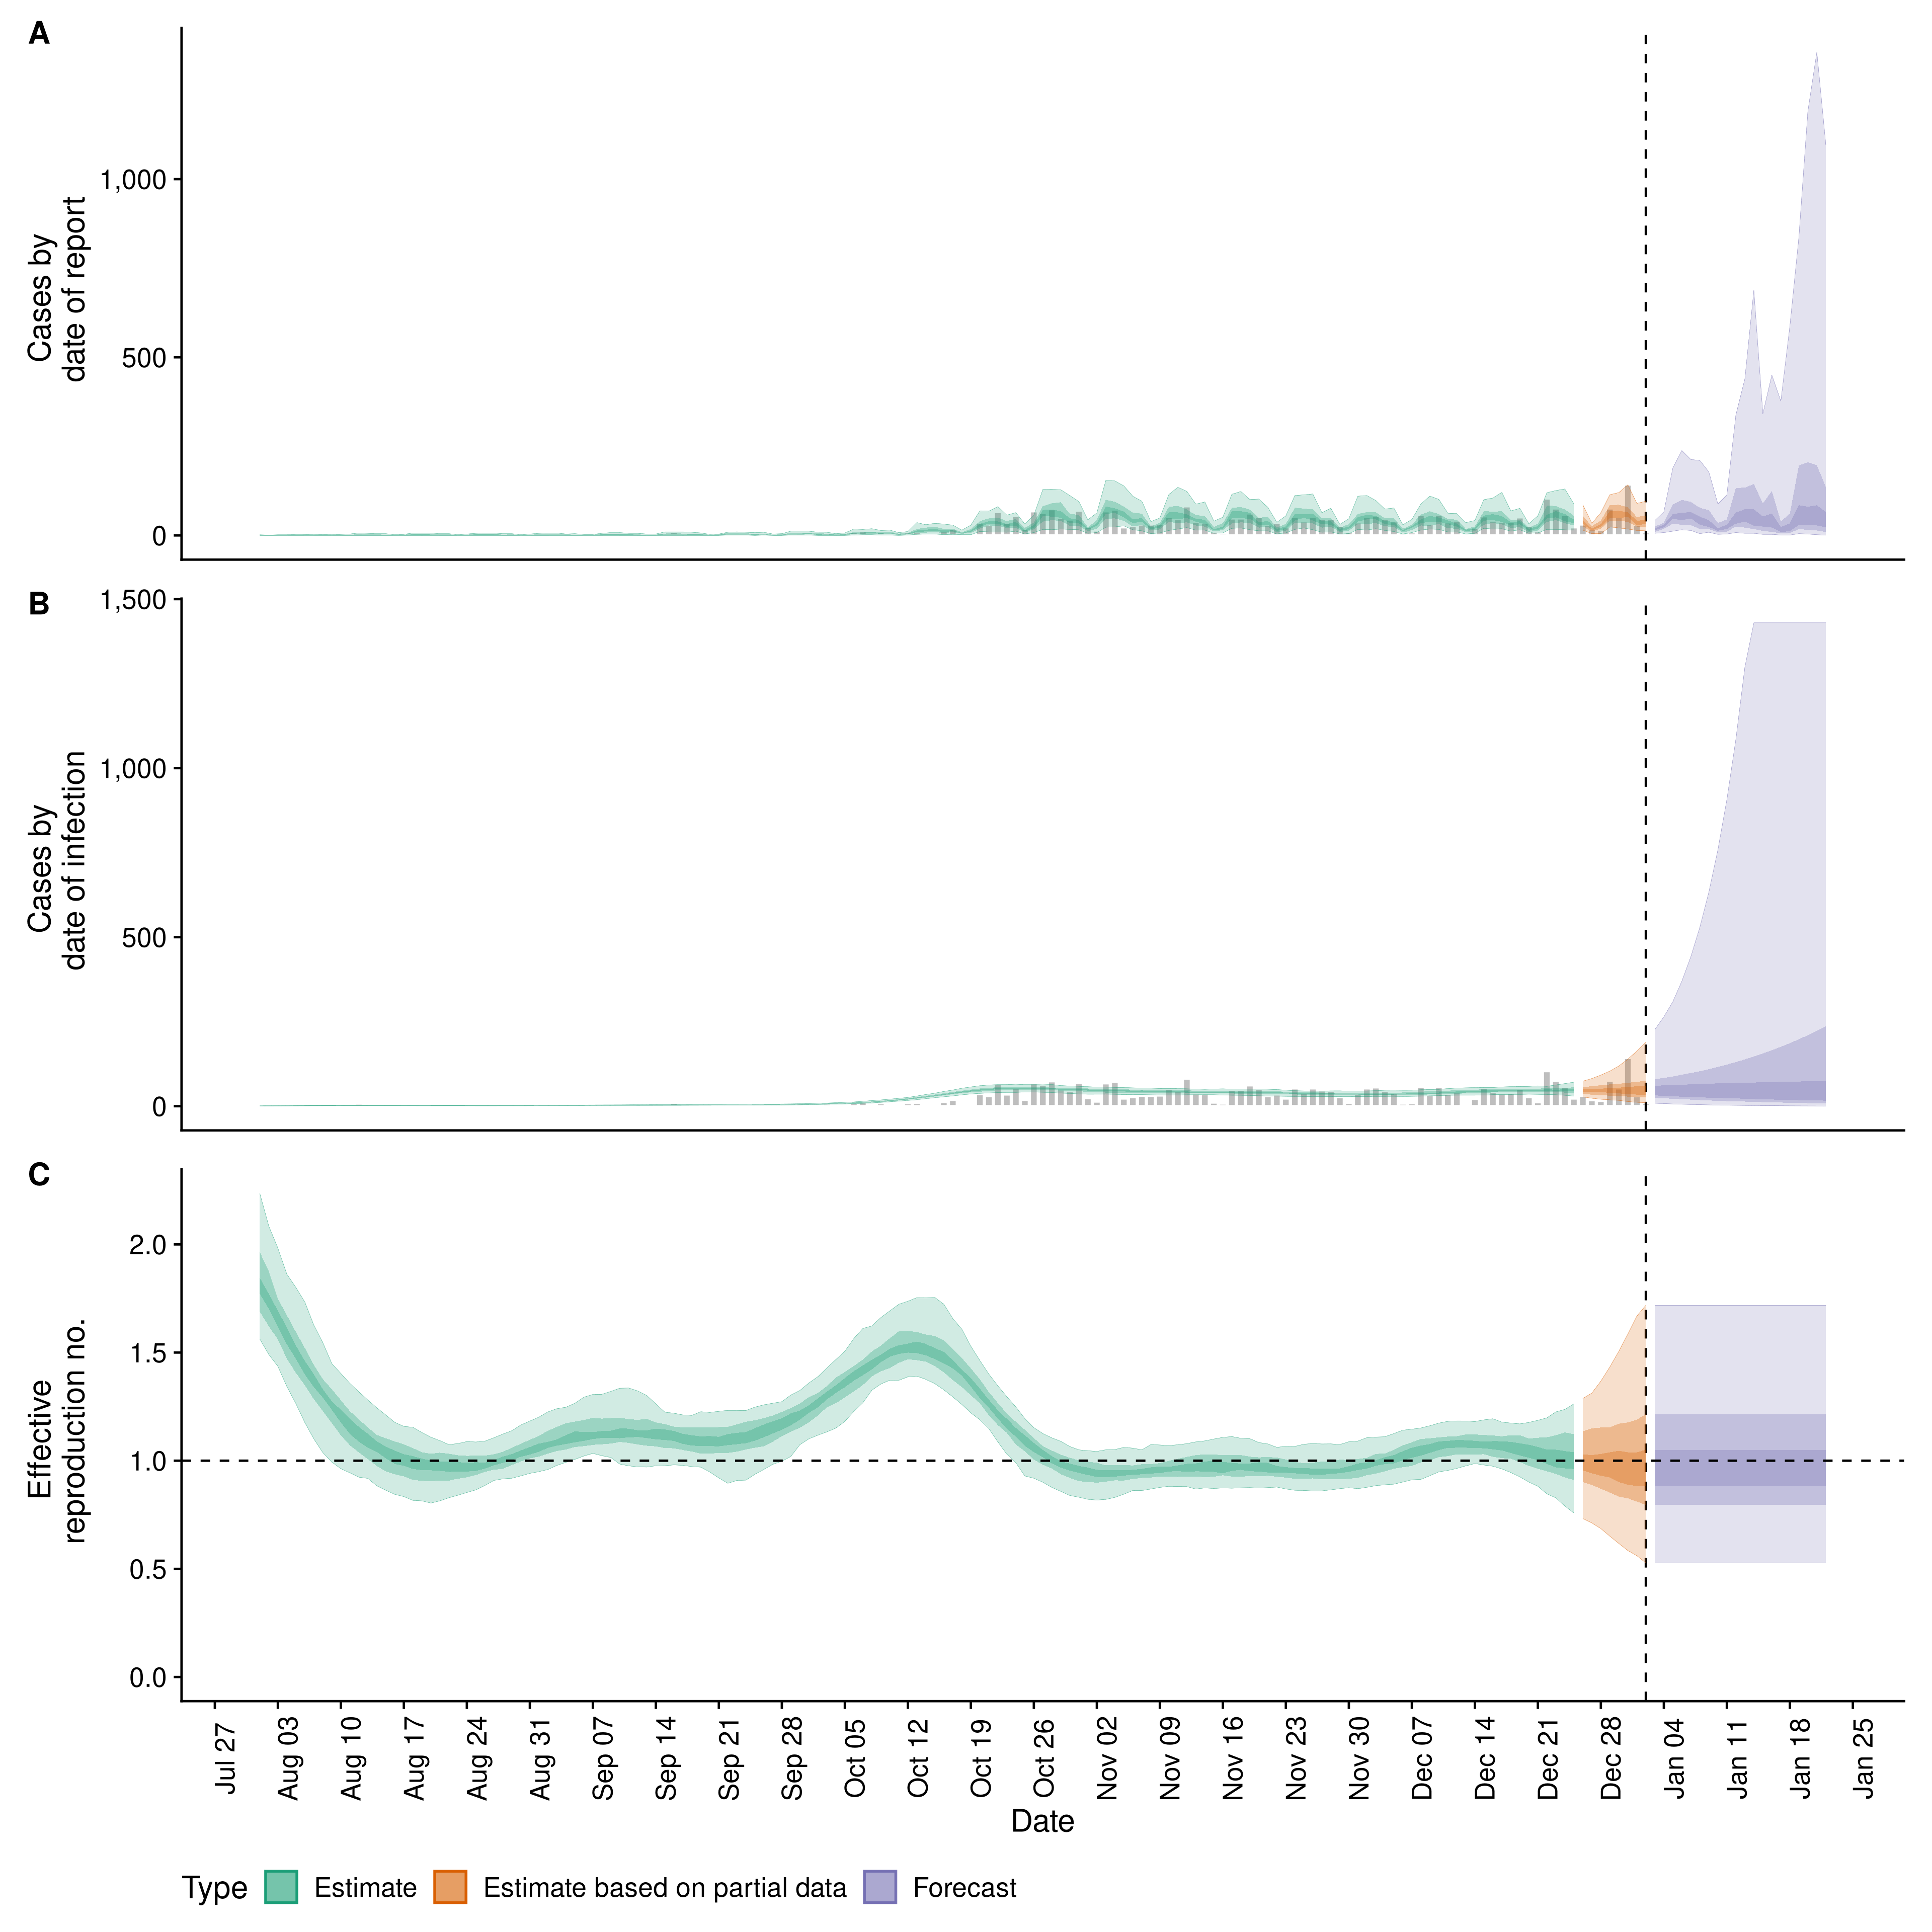 A
Cases by
date of report
1,000
500
0
B
Cases by
date of infection
1,500
1,000
500
0
C
Effective
reproduction no.
2.0
1.5
1.0
0.5
0.0
Jul 27
Aug 03
Aug 10
Aug 17
Aug 24
Aug 31
Sep 07
Sep 14
Sep 21
Sep 28
Oct 05
Oct 12
Oct 19
Oct 26
Nov 02
Nov 09
Nov 16
Nov 23
Nov 30
Dec 07
Dec 14
Dec 21
Dec 28
Jan 04
Jan 11
Jan 18
Jan 25
Date
Type Estimate Estimate based on partial data Forecast